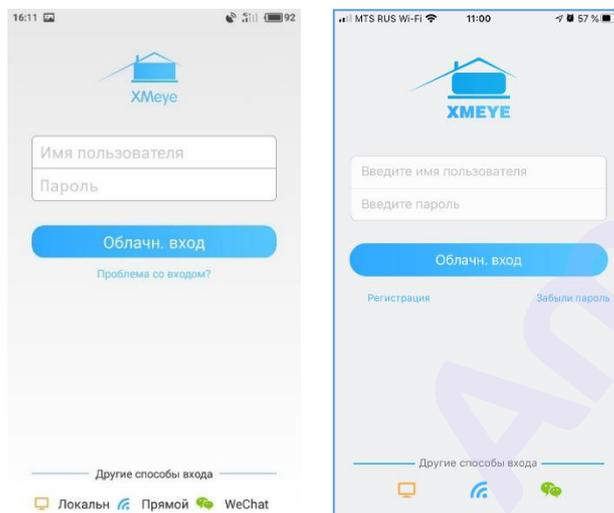 16:11
92
XMeye
Имя пользователя
Пароль
Облачн. вход
Проблема со входом?
Другие способы входа
Локальн Прямой WeChat
MTS RUS Wi-Fi 11:00 57 %
XMEYE
Введите имя пользователя
Введите пароль
Облачн. вход
Регистрация Забыли пароль
Другие способы входа